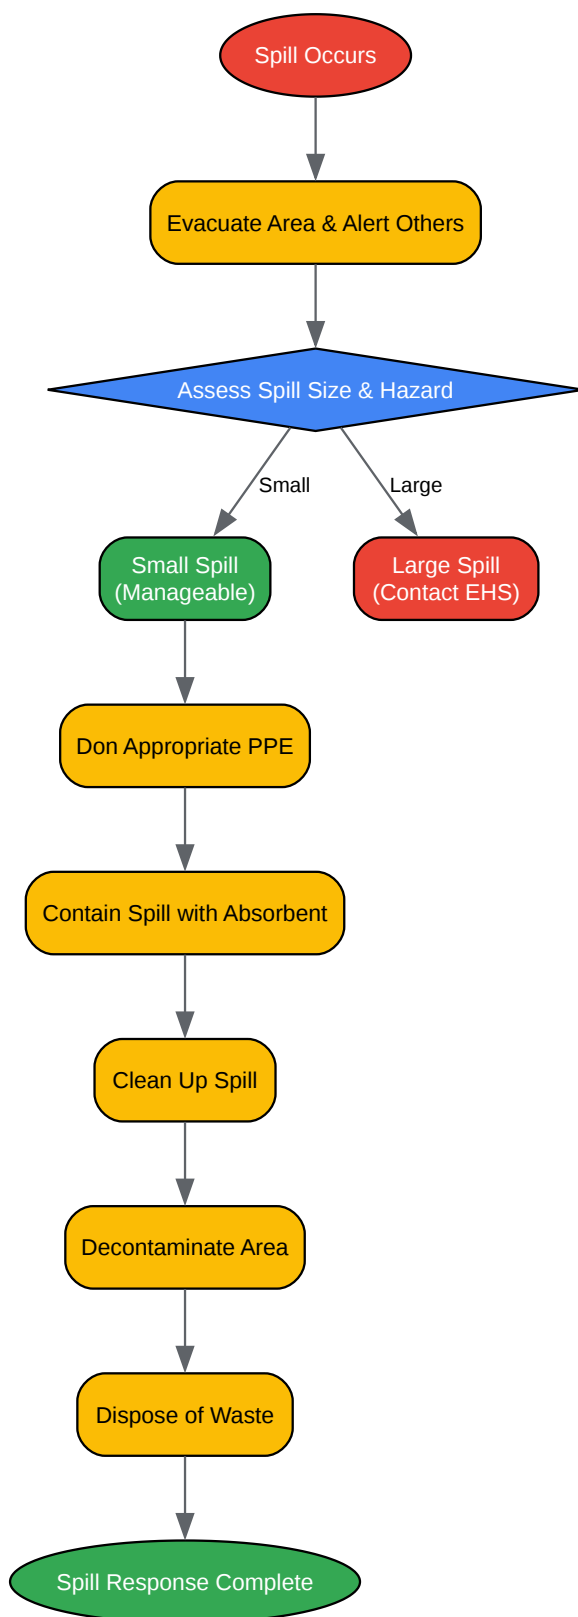 Spill Occurs
Evacuate Area & Alert Others
Assess Spill Size & Hazard
Small
Large
Small Spill
(Manageable)
Large Spill
(Contact EHS)
Don Appropriate PPE
Contain Spill with Absorbent
Clean Up Spill
Decontaminate Area
Dispose of Waste
Spill Response Complete